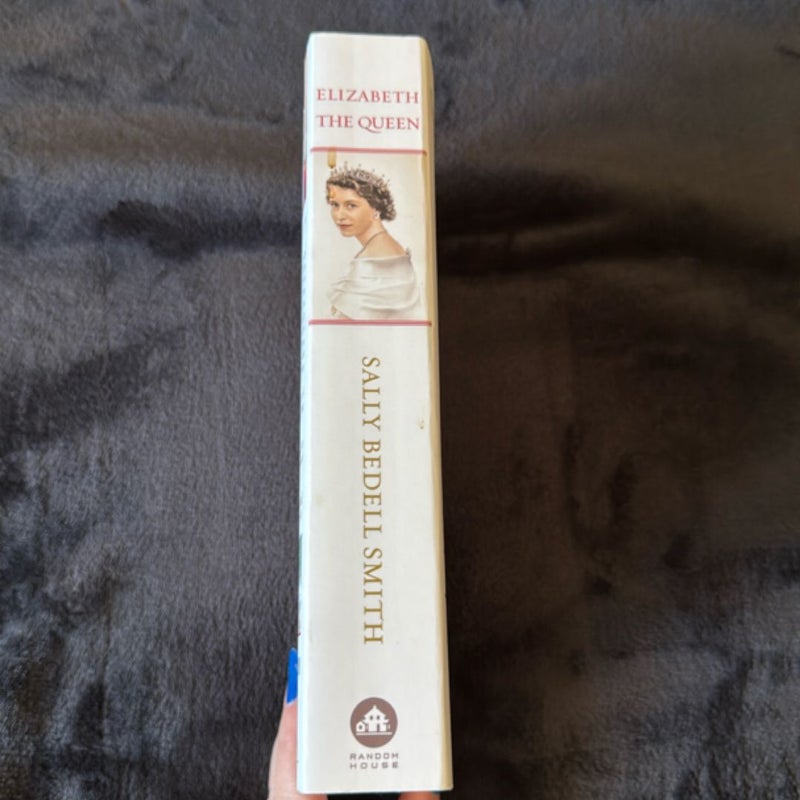 ELIZABETH
THE QUEEN
SALLY BEDELL SMITH
RANDOM
HOUSE